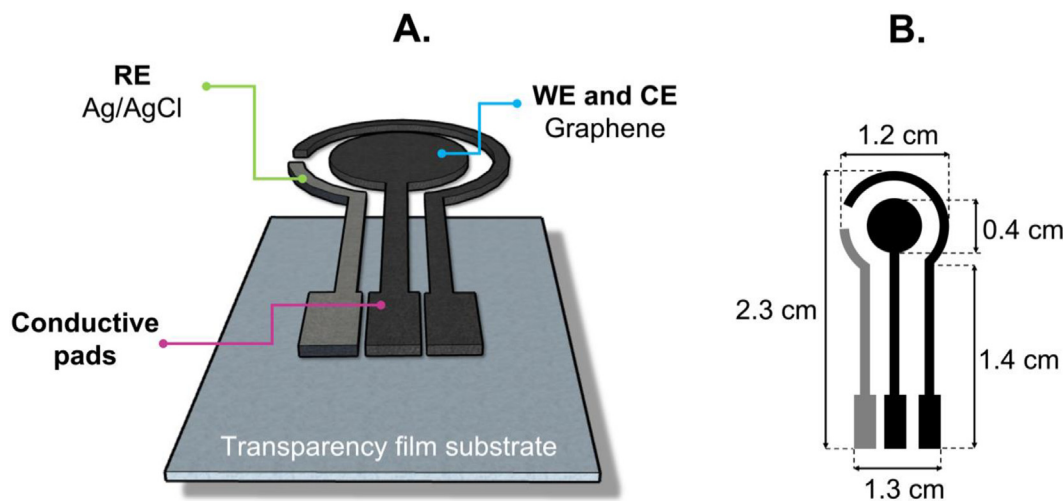 A.
RE
Ag/AgCl
WE and CE
Graphene
Conductive
pads
Transparency film substrate
B.
1.2 cm
0.4 cm
2.3 cm
1.4 cm
1.3 cm